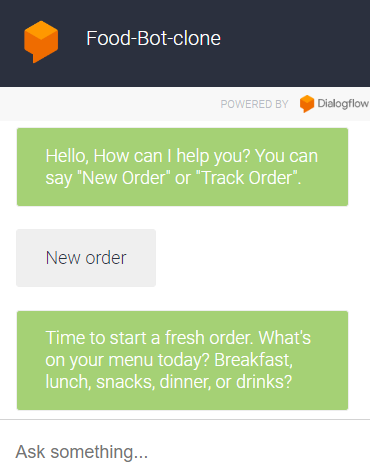 Food-Bot-clone
POWERED BY Dialogflow
Hello, How can I help you? You can
say "New Order" or "Track Order".
New order
Time to start a fresh order. What's
on your menu today? Breakfast,
lunch, snacks, dinner, or drinks?
Ask something...